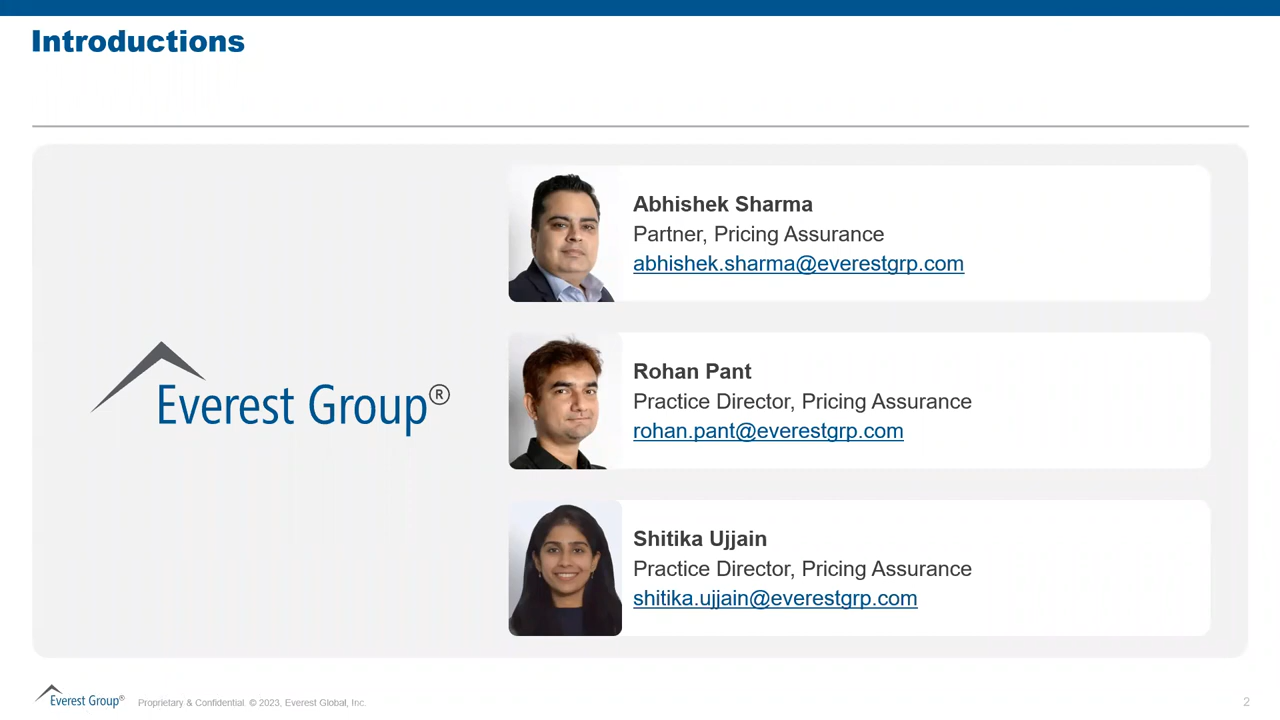 Introductions
Everest Group®
Abhishek Sharma
Partner, Pricing Assurance
abhishek.sharma@everestgrp.com
Rohan Pant
Practice Director, Pricing Assurance
rohan.pant@everestgrp.com
Shitika Ujjain
Practice Director, Pricing Assurance
shitika.ujjain@everestgrp.com
Everest Group® Proprietary & Confidential. © 2023, Everest Global, Inc. 2